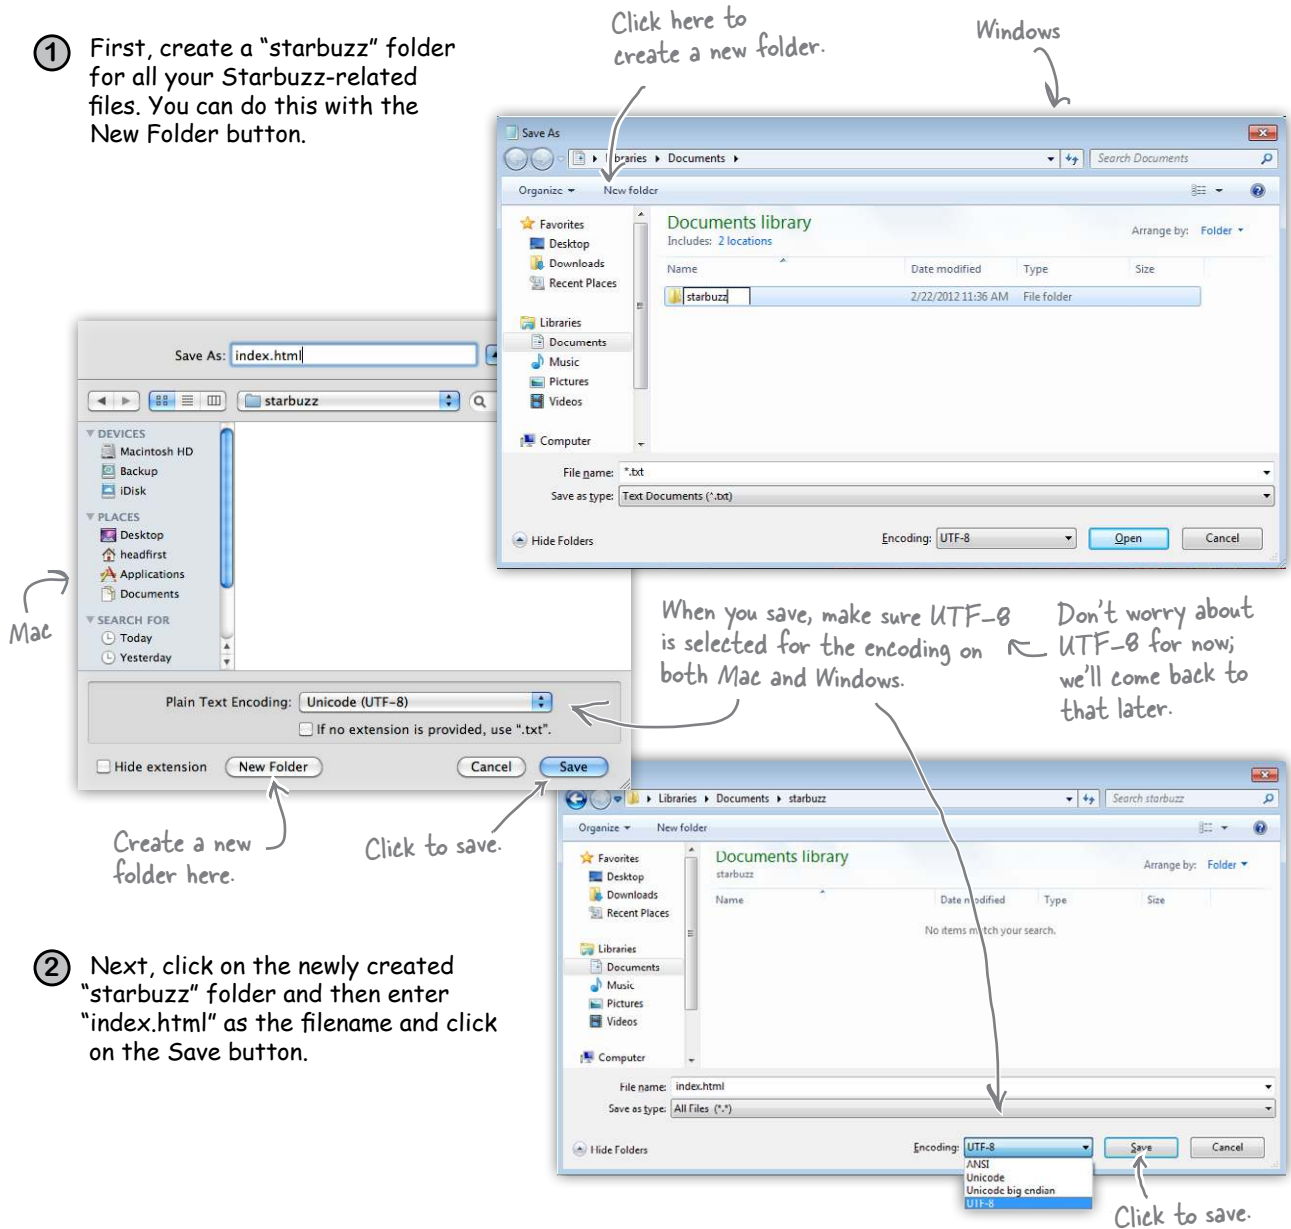 Click here to
create a new folder.
Windows
1 First, create a “starbuzz” folder
for all your Starbuzz-related
files. You can do this with the
New Folder button.
Save As
Libraries Documents
Search Documents
Organize New folder
Favorites
Desktop
Downloads
Recent Places
Libraries
Documents
Music
Pictures
Videos
Computer
Documents library
Includes: 2 locations
Arrange by: Folder
Name Date modified Type Size
starbuzz 2/22/2012 11:36 AM File folder
File name: *.txt
Save as type: Text Documents (*.txt)
Hide Folders Encoding: UTF-8 Open Cancel
Save As: index.html
starbuzz
DEVICES
Macintosh HD
Backup
iDisk
PLACES
Desktop
headfirst
Applications
Documents
SEARCH FOR
Today
Yesterday
Mac
Plain Text Encoding: Unicode (UTF-8)
If no extension is provided, use “.txt”.
Hide extension New Folder Cancel Save
When you save, make sure UTF-8
is selected for the encoding on
both Mac and Windows.
Don't worry about
UTF-8 for now;
we'll come back to
that later.
Create a new
folder here.
Click to save.
Libraries Documents starbuzz
Search starbuzz
Organize New folder
Favorites
Desktop
Downloads
Recent Places
Libraries
Documents
Music
Pictures
Videos
Computer
Documents library
starbuzz
Arrange by: Folder
Name Date modified Type Size
No items match your search.
File name: index.html
Save as type: All Files (*.*)
Hide Folders Encoding: UTF-8 Save Cancel
ANSI
Unicode
Unicode big endian
UTF-8
Click to save.
2 Next, click on the newly created
“starbuzz” folder and then enter
“index.html” as the filename and click
on the Save button.